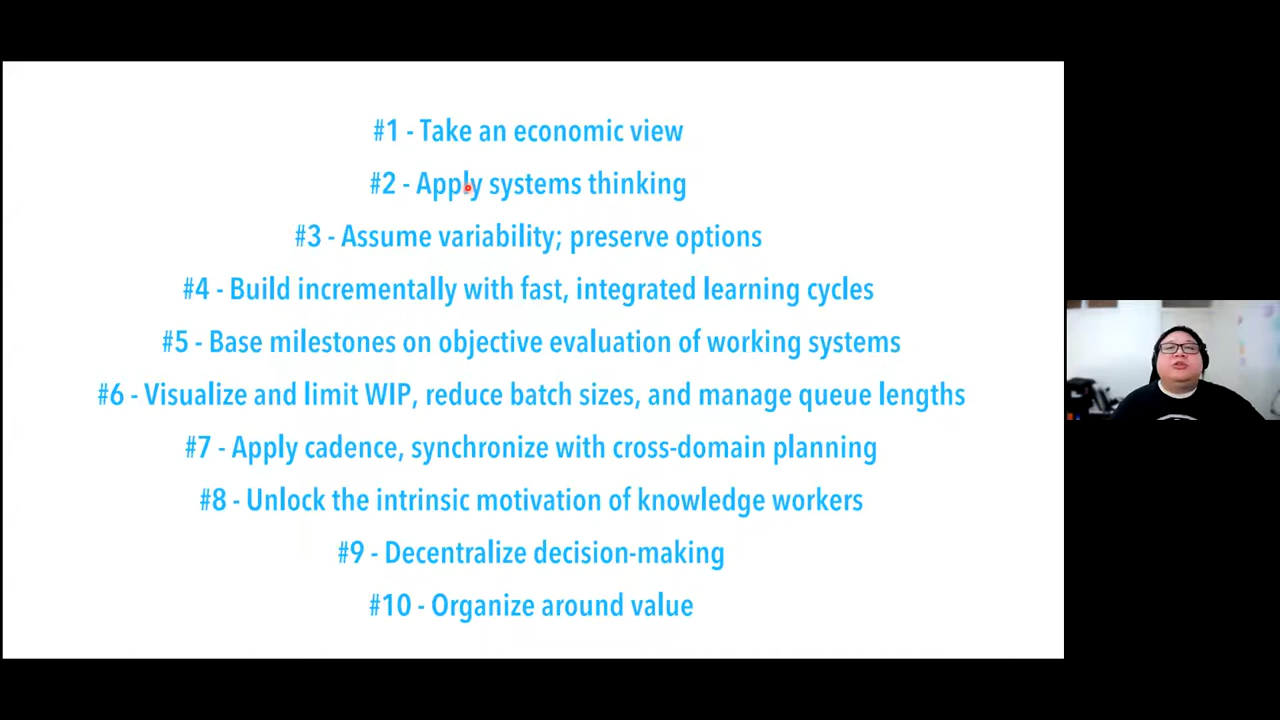 #1 - Take an economic view
#2 - Apply systems thinking
#3 - Assume variability; preserve options
#4 - Build incrementally with fast, integrated learning cycles
#5 - Base milestones on objective evaluation of working systems
#6 - Visualize and limit WIP, reduce batch sizes, and manage queue lengths
#7 - Apply cadence, synchronize with cross-domain planning
#8 - Unlock the intrinsic motivation of knowledge workers
#9 - Decentralize decision-making
#10 - Organize around value